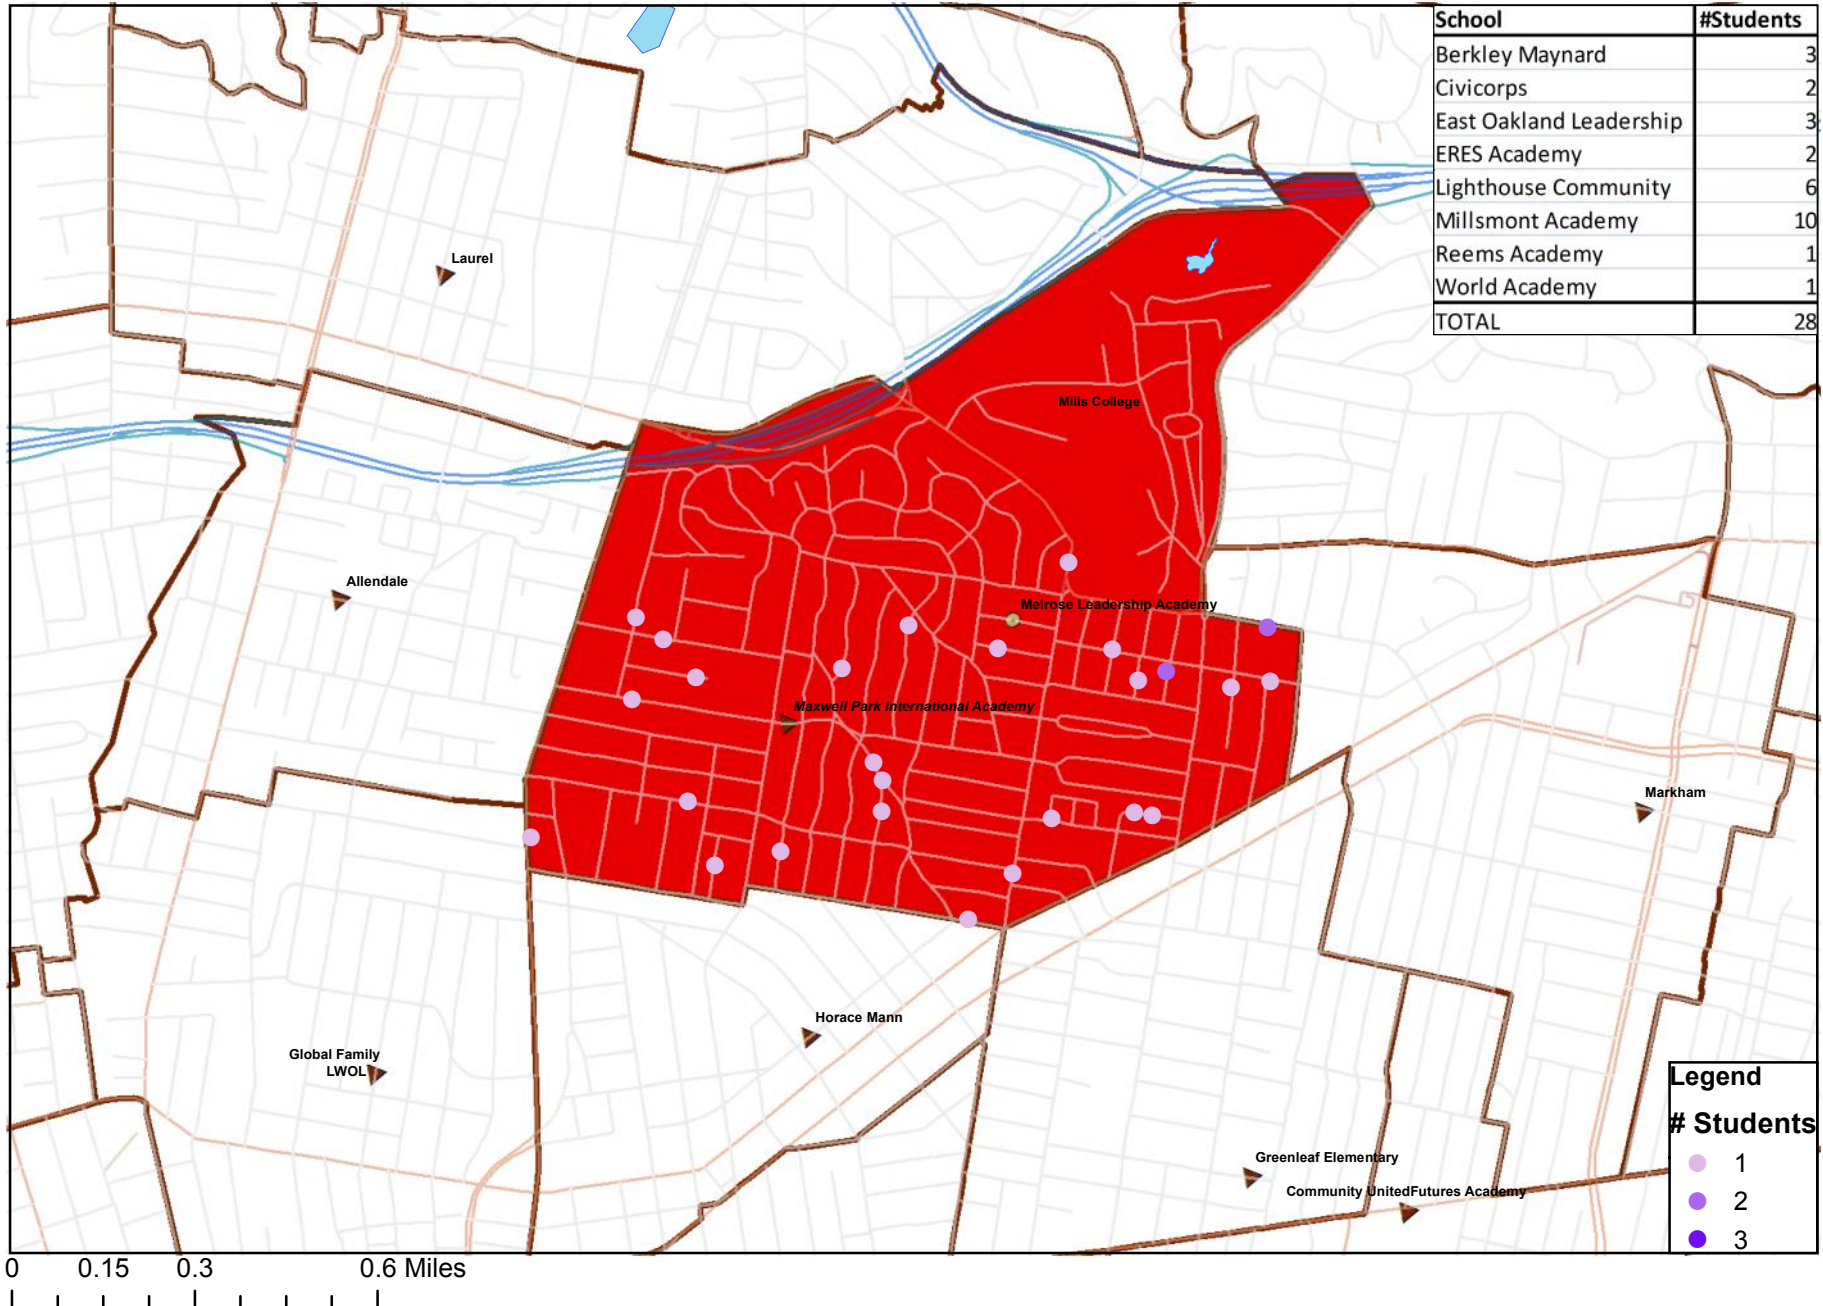 School #Students
Berkley Maynard 3
Civicorps 2
East Oakland Leadership 3
ERES Academy 2
Lighthouse Community 6
Millsmont Academy 10
Reems Academy 1
World Academy 1
TOTAL 28
Laurel
Mills College
Allendale
Melrose Leadership Academy
Maxwell Park International Academy
Markham
Horace Mann
Global Family
LWOL
Greenleaf Elementary
Community UnitedFutures Academy
Legend
# Students
1
2
3
0 0.15 0.3 0.6 Miles